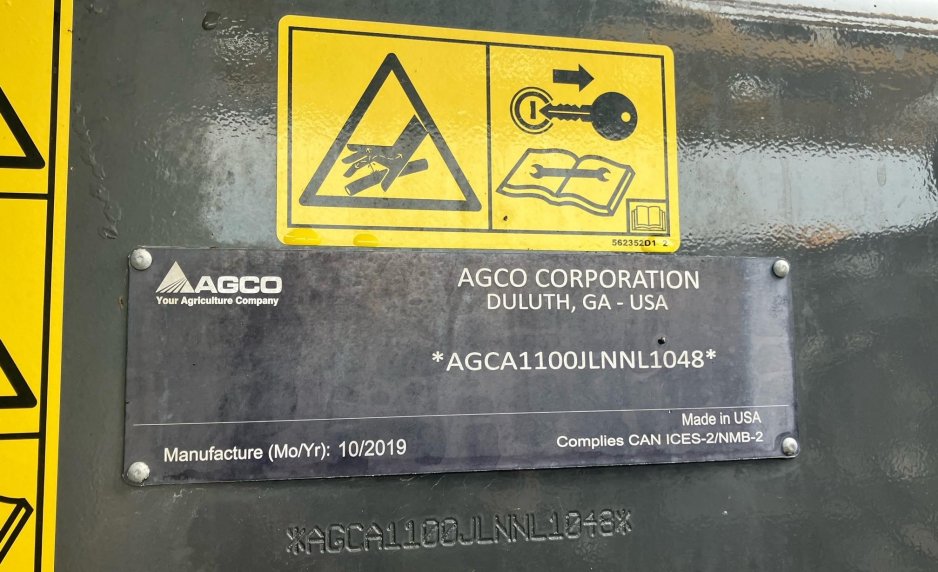 562352D1 2
AGCO
Your Agriculture Company
AGCO CORPORATION
DULUTH, GA - USA
*AGCA1100JLNNL1048*
Made in USA
Manufacture (Mo/Yr): 10/2019
Complies CAN ICES-2/NMB-2
*AGCA1100JLNNL1048*